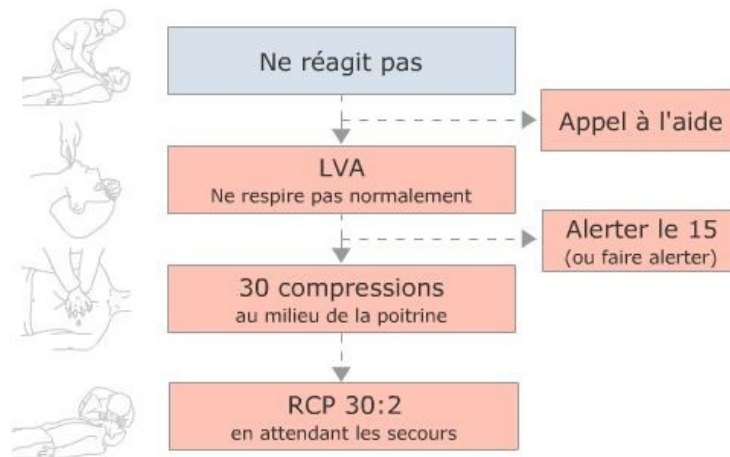 Ne réagit pas
Appel à l'aide
LVA
Ne respire pas normalement
Alerter le 15
(ou faire alerter)
30 compressions
au milieu de la poitrine
RCP 30:2
en attendant les secours